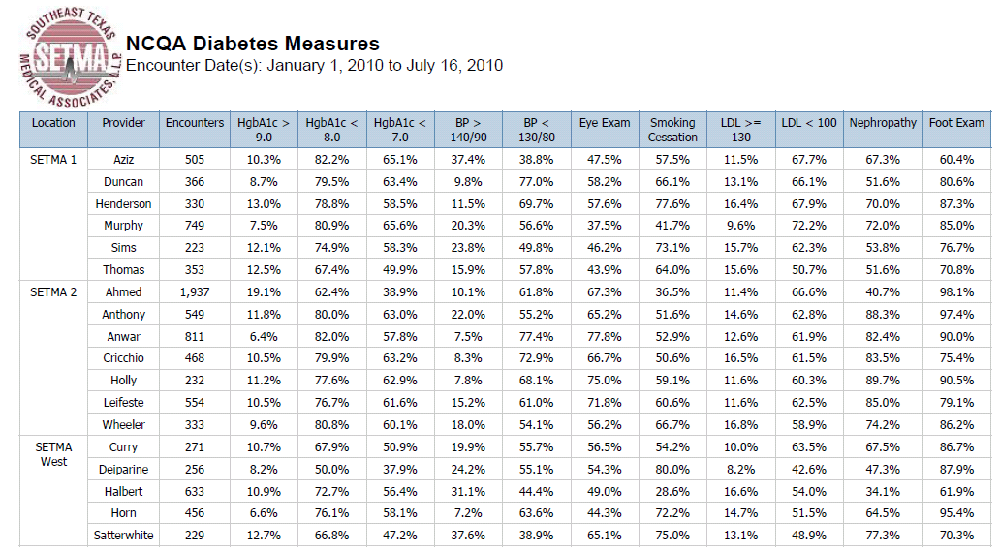 SOUTHEAST TEXAS
SETMA
MEDICAL ASSOCIATES, L.L.P.
NCQA Diabetes Measures
Encounter Date(s): January 1, 2010 to July 16, 2010
Location Provider Encounters HgbA1c > 9.0 HgbA1c < 8.0 HgbA1c < 7.0 BP > 140/90 BP < 130/80 Eye Exam Smoking Cessation LDL >= 130 LDL < 100 Nephropathy Foot Exam
SETMA 1 Aziz 505 10.3% 82.2% 65.1% 37.4% 38.8% 47.5% 57.5% 11.5% 67.7% 67.3% 60.4%
Duncan 366 8.7% 79.5% 63.4% 9.8% 77.0% 58.2% 66.1% 13.1% 66.1% 51.6% 80.6%
Henderson 330 13.0% 78.8% 58.5% 11.5% 69.7% 57.6% 77.6% 16.4% 67.9% 70.0% 87.3%
Murphy 749 7.5% 80.9% 65.6% 20.3% 56.6% 37.5% 41.7% 9.6% 72.2% 72.0% 85.0%
Sims 223 12.1% 74.9% 58.3% 23.8% 49.8% 46.2% 73.1% 15.7% 62.3% 53.8% 76.7%
Thomas 353 12.5% 67.4% 49.9% 15.9% 57.8% 43.9% 64.0% 15.6% 50.7% 51.6% 70.8%
SETMA 2 Ahmed 1,937 19.1% 62.4% 38.9% 10.1% 61.8% 67.3% 36.5% 11.4% 66.6% 40.7% 98.1%
Anthony 549 11.8% 80.0% 63.0% 22.0% 55.2% 65.2% 51.6% 14.6% 62.8% 88.3% 97.4%
Anwar 811 6.4% 82.0% 57.8% 7.5% 77.4% 77.8% 52.9% 12.6% 61.9% 82.4% 90.0%
Cricchio 468 10.5% 79.9% 63.2% 8.3% 72.9% 66.7% 50.6% 16.5% 61.5% 83.5% 75.4%
Holly 232 11.2% 77.6% 62.9% 7.8% 68.1% 75.0% 59.1% 11.6% 60.3% 89.7% 90.5%
Leifeste 554 10.5% 76.7% 61.6% 15.2% 61.0% 71.8% 60.6% 11.6% 62.5% 85.0% 79.1%
Wheeler 333 9.6% 80.8% 60.1% 18.0% 54.1% 56.2% 66.7% 16.8% 58.9% 74.2% 86.2%
SETMA West Curry 271 10.7% 67.9% 50.9% 19.9% 55.7% 56.5% 54.2% 10.0% 63.5% 67.5% 86.7%
Deiparine 256 8.2% 50.0% 37.9% 24.2% 55.1% 54.3% 80.0% 8.2% 42.6% 47.3% 87.9%
Halbert 633 10.9% 72.7% 56.4% 31.1% 44.4% 49.0% 28.6% 16.6% 54.0% 34.1% 61.9%
Horn 456 6.6% 76.1% 58.1% 7.2% 63.6% 44.3% 72.2% 14.7% 51.5% 64.5% 95.4%
Satterwhite 229 12.7% 66.8% 47.2% 37.6% 38.9% 65.1% 75.0% 13.1% 48.9% 77.3% 70.3%